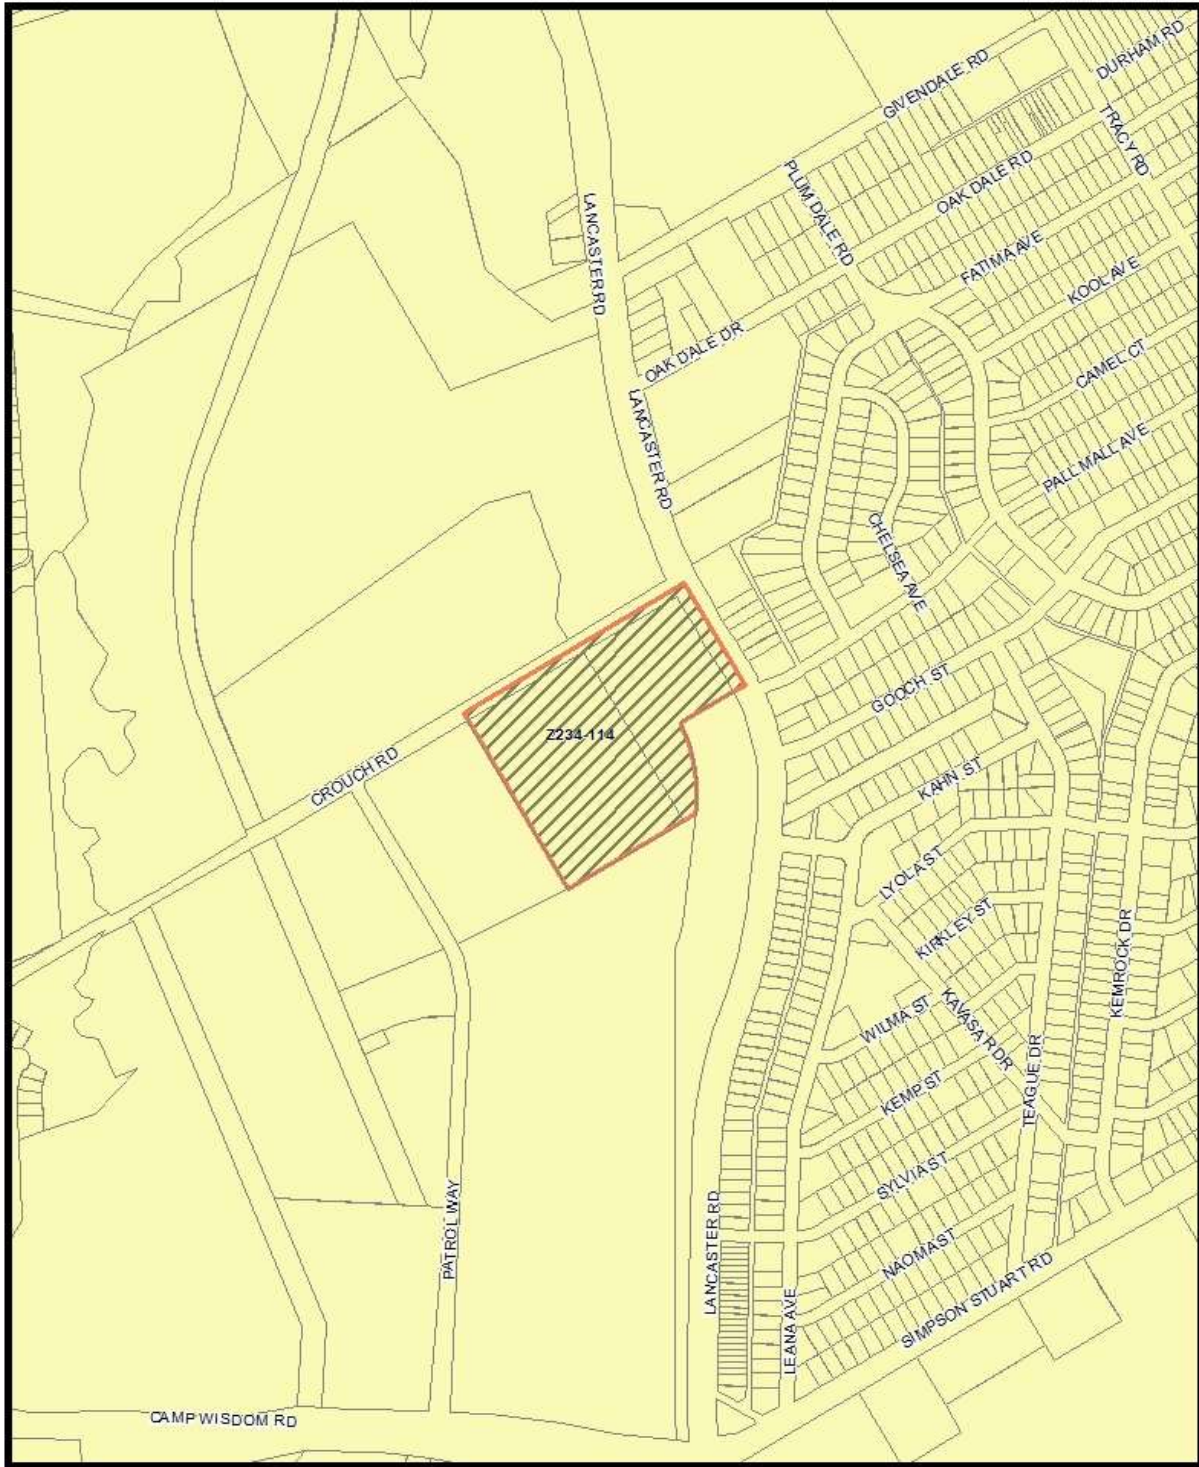 GIVENDALE RD
DURHAM RD
TRACY RD
PLUM DALE RD
OAK DALE RD
LANCASTER RD
FATIMA AVE
KOOL AVE
OAK DALE DR
CAMEL CT
LANCASTER RD
PALL MALL AVE
CHELSEA AVE
GOOCH ST
Z234-114
CROUCH RD
KAHN ST
LYOLA ST
KIRKLEY ST
KEMROCK DR
WILMA ST
KAVASAR DR
TEAGUE DR
KEMP ST
SYLVIA ST
PATROL WAY
LANCASTER RD
NAOMA ST
SIMPSON STUART RD
LEANA AVE
CAMP WISDOM RD